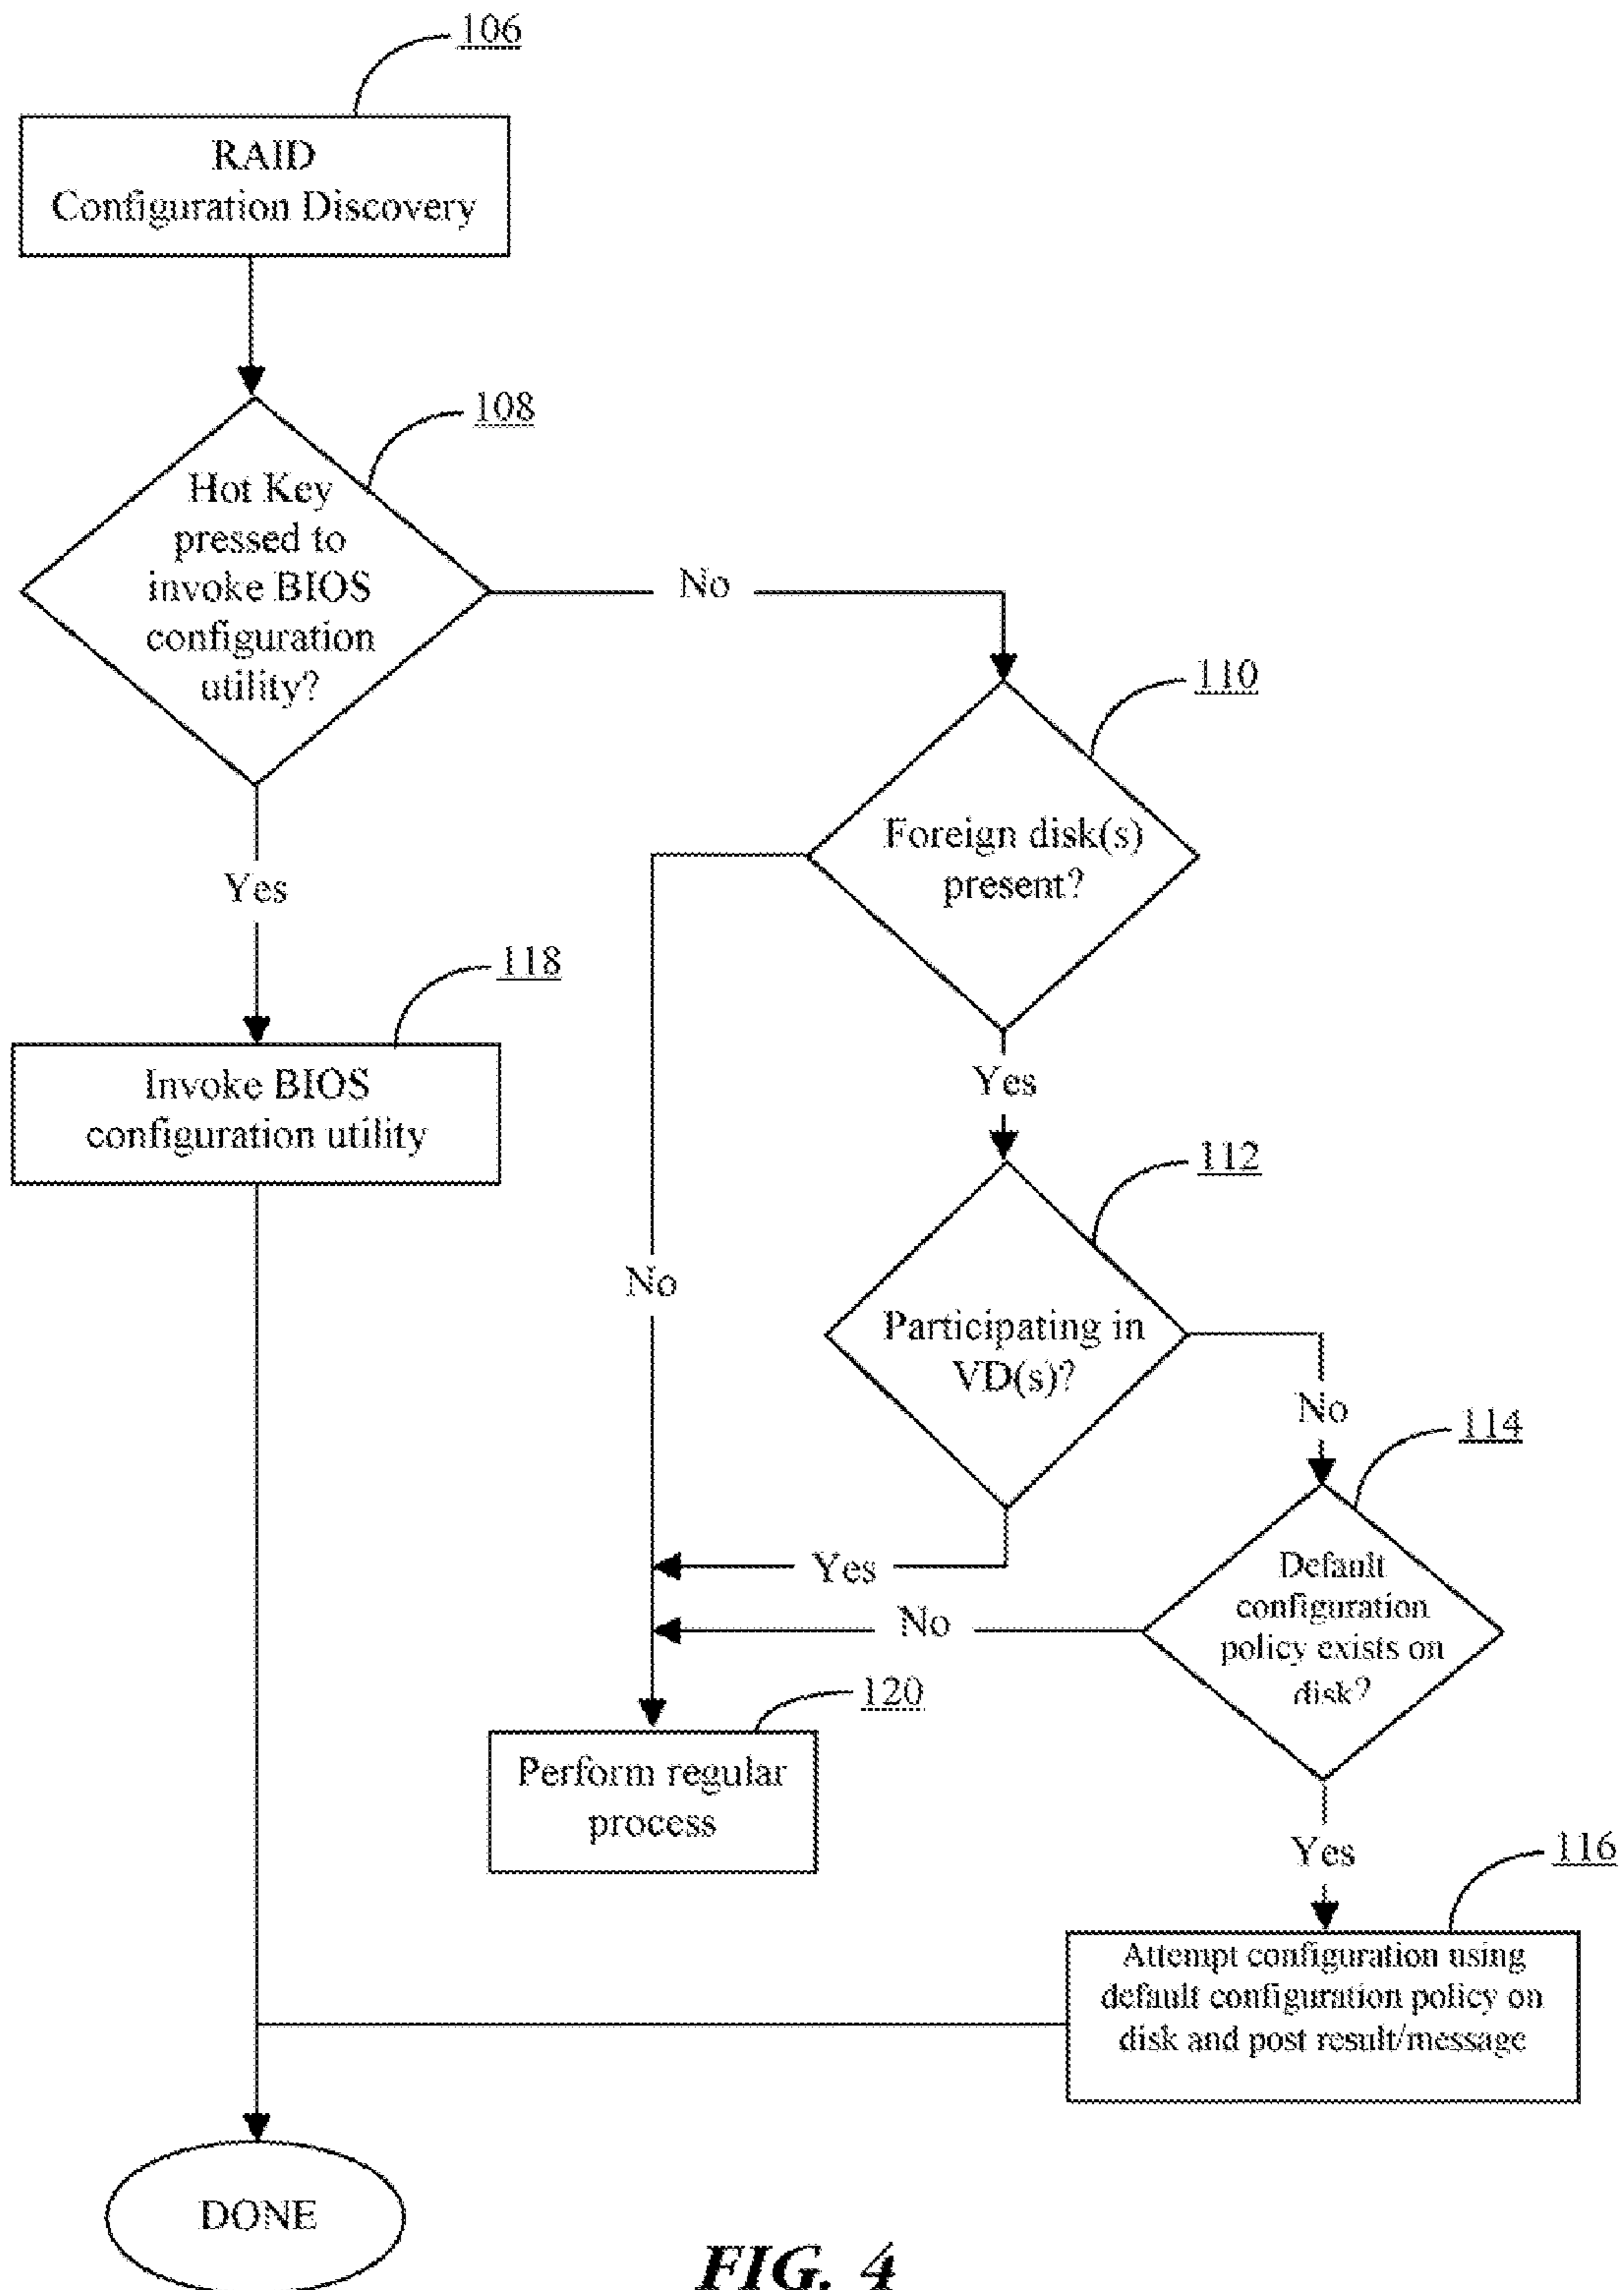 106
RAID
Configuration Discovery
108
Hot Key
pressed to
invoke BIOS
configuration
utility?
No
110
Foreign disk(s)
present?
Yes
Yes
118
Invoke BIOS
configuration utility
112
No
Participating in
VD(s)?
No
114
Yes
Default
configuration
policy exists on
disk?
No
120
Perform regular
process
Yes
116
Attempt configuration using
default configuration policy on
disk and post result/message
DONE
FIG. 4